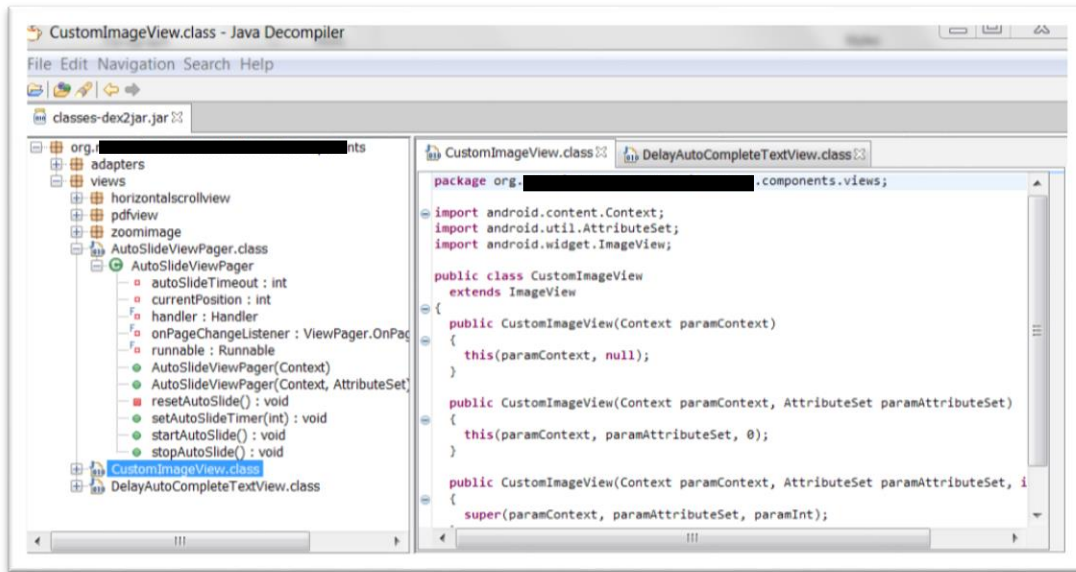 CustomImageView.class - Java Decompiler
File Edit Navigation Search Help
classes-dex2jar.jar
org.r nts
adapters
views
horizontalscrollview
pdfview
zoomimage
AutoSlideViewPager.class
AutoSlideViewPager
autoSlideTimeout : int
currentPosition : int
handler : Handler
onPageChangeListener : ViewPager.OnPag
runnable : Runnable
AutoSlideViewPager(Context)
AutoSlideViewPager(Context, AttributeSet)
resetAutoSlide() : void
setAutoSlideTimer(int) : void
startAutoSlide() : void
stopAutoSlide() : void
CustomImageView.class
DelayAutoCompleteTextView.class
CustomImageView.class DelayAutoCompleteTextView.class
package org. .components.views;
import android.content.Context;
import android.util.AttributeSet;
import android.widget.ImageView;
public class CustomImageView
extends ImageView
{
public CustomImageView(Context paramContext)
{
this(paramContext, null);
}
public CustomImageView(Context paramContext, AttributeSet paramAttributeSet)
{
this(paramContext, paramAttributeSet, 0);
}
public CustomImageView(Context paramContext, AttributeSet paramAttributeSet, i
{
super(paramContext, paramAttributeSet, paramInt);